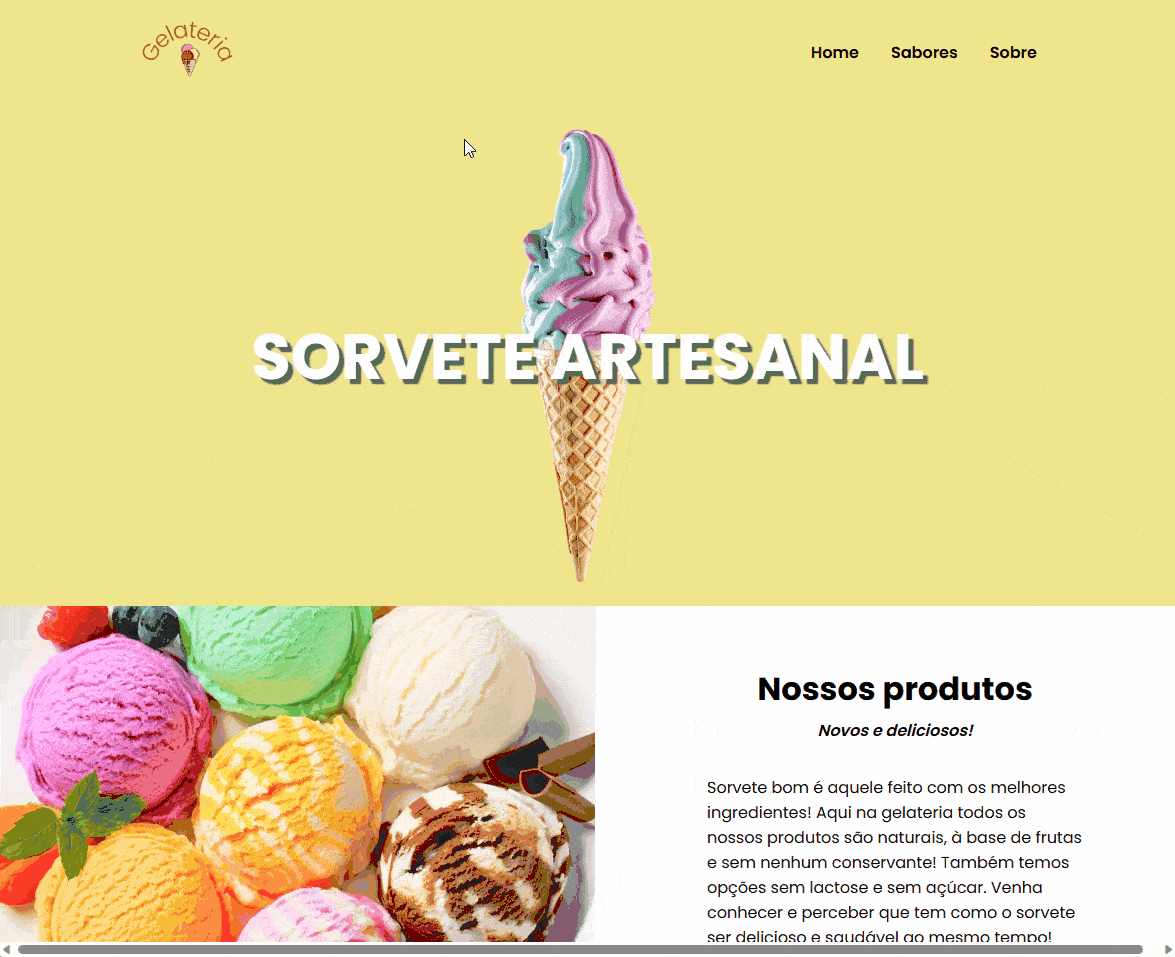 Gelateria
Home Sabores Sobre
SORVETE ARTESANAL
Nossos produtos
Novos e deliciosos!
Sorvete bom é aquele feito com os melhores
ingredientes! Aqui na gelateria todos os
nossos produtos são naturais, à base de frutas
e sem nenhum conservante! Também temos
opções sem lactose e sem açúcar. Venha
conhecer e perceber que tem como o sorvete
ser delicioso e saudável ao mesmo tempo!